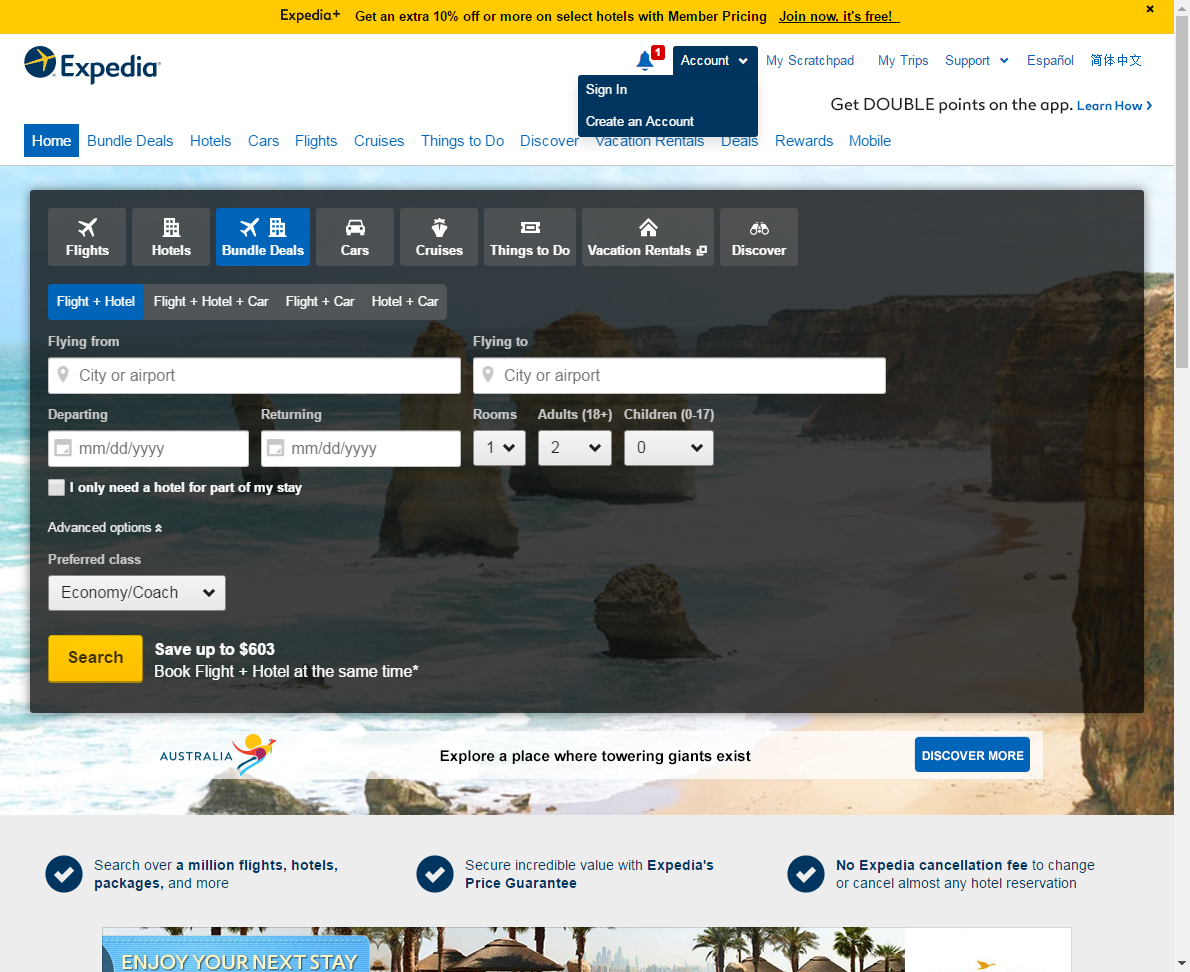 Expedia+ Get an extra 10% off or more on select hotels with Member Pricing Join now, it's free!
Expedia
1
Account
My Scratchpad
My Trips
Support
Español
简体中文
Sign In
Create an Account
Get DOUBLE points on the app. Learn How
Home
Bundle Deals
Hotels
Cars
Flights
Cruises
Things to Do
Discover
Vacation Rentals
Deals
Rewards
Mobile
Flights
Hotels
Bundle Deals
Cars
Cruises
Things to Do
Vacation Rentals
Discover
Flight + Hotel
Flight + Hotel + Car
Flight + Car
Hotel + Car
Flying from
Flying to
City or airport
City or airport
Departing
Returning
Rooms
Adults (18+)
Children (0-17)
mm/dd/yyyy
mm/dd/yyyy
1
2
0
I only need a hotel for part of my stay
Advanced options
Preferred class
Economy/Coach
Search
Save up to $603
Book Flight + Hotel at the same time*
AUSTRALIA
Explore a place where towering giants exist
DISCOVER MORE
Search over a million flights, hotels,
packages, and more
Secure incredible value with Expedia's
Price Guarantee
No Expedia cancellation fee to change
or cancel almost any hotel reservation
ENJOY YOUR NEXT STAY